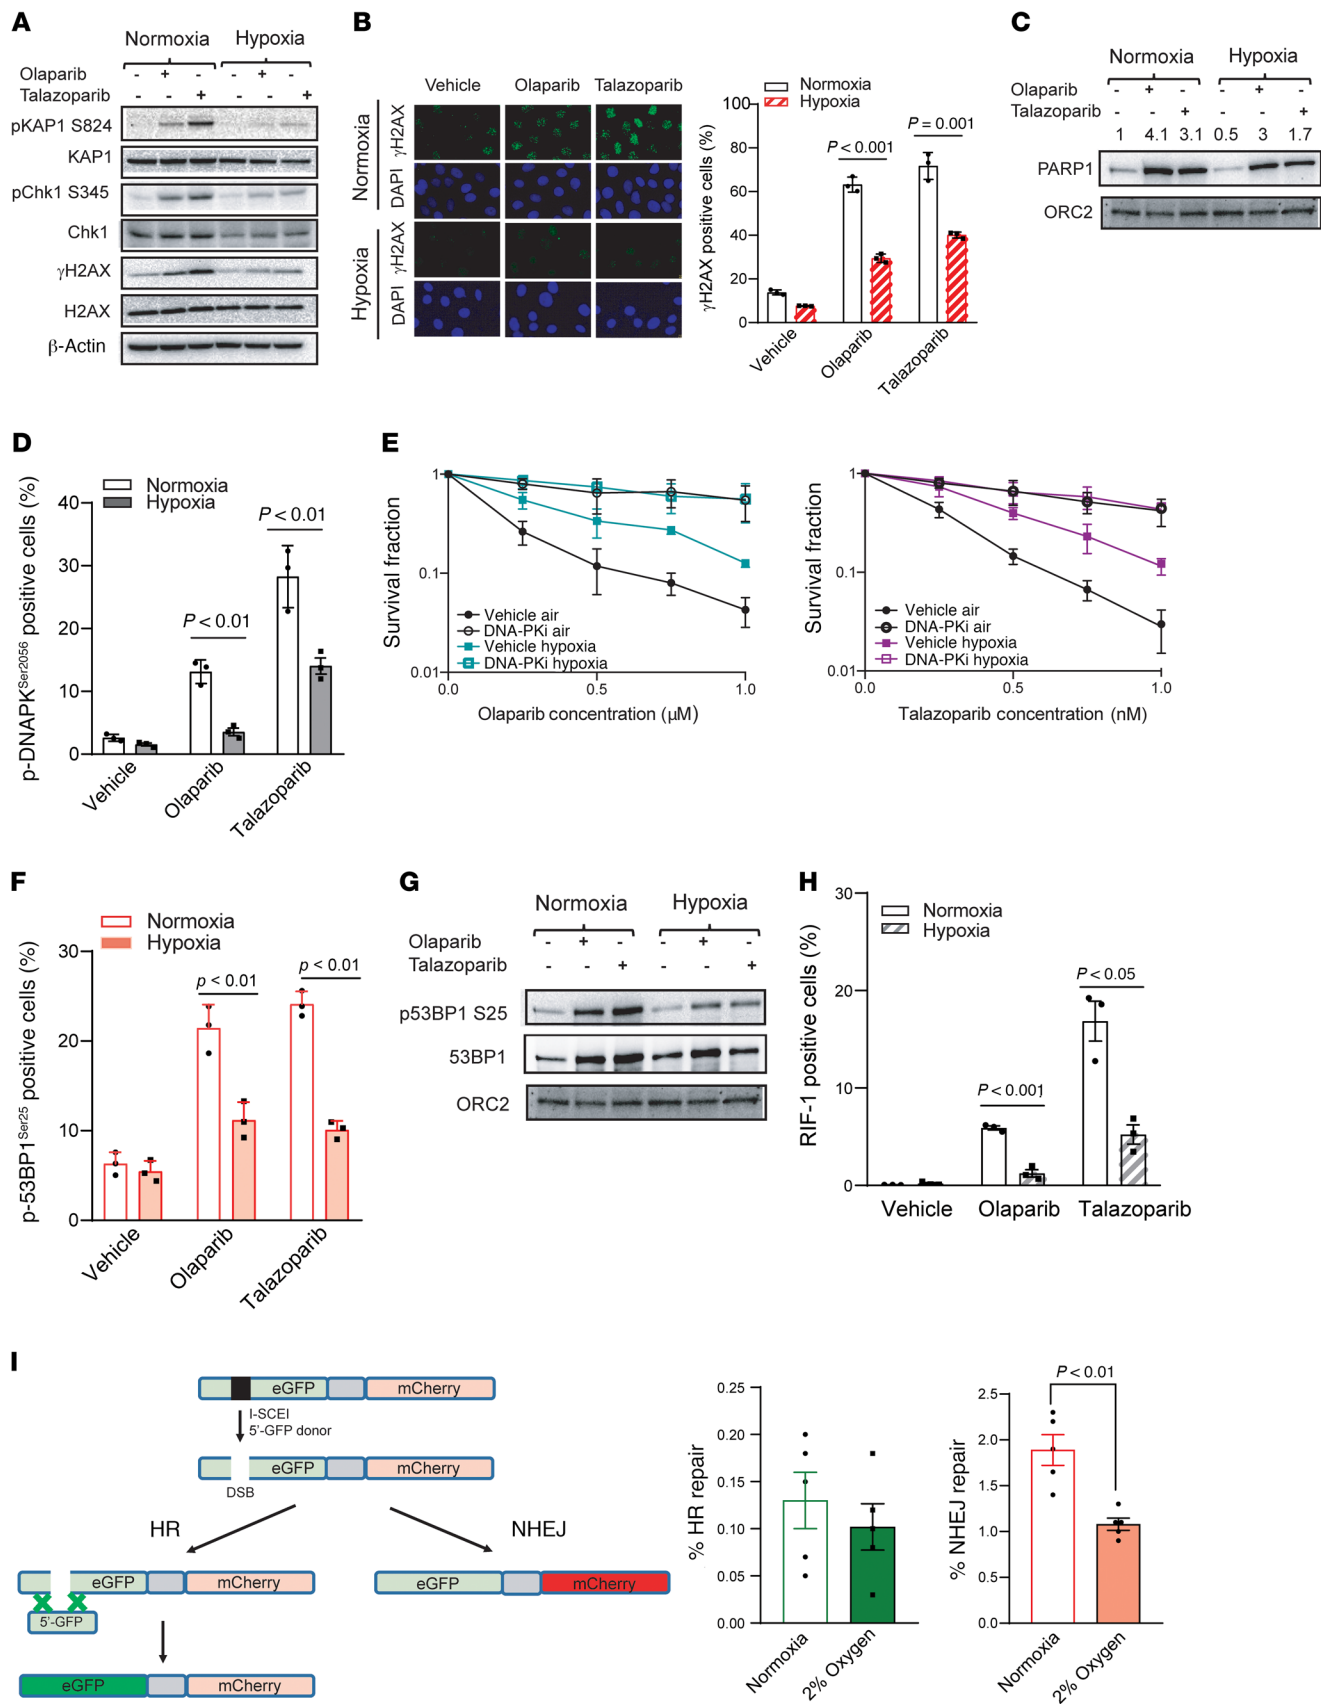 A
Normoxia Hypoxia
Olaparib - + - - + -
Talazoparib - - + - - +
pKAP1 S824
KAP1
pChk1 S345
Chk1
γH2AX
H2AX
β-Actin
B
Vehicle Olaparib Talazoparib
Normoxia
γH2AX
DAPI
Hypoxia
γH2AX
DAPI
Normoxia
Hypoxia
γH2AX positive cells (%)
100
80
60
40
20
0
P < 0.001
P = 0.001
Vehicle
Olaparib
Talazoparib
C
Normoxia Hypoxia
Olaparib - + - - + -
Talazoparib - - + - - +
1 4.1 3.1 0.5 3 1.7
PARP1
ORC2
D
Normoxia
Hypoxia
p-DNAPKSer2056 positive cells (%)
40
30
20
10
0
P < 0.01
P < 0.01
Vehicle
Olaparib
Talazoparib
E
Survival fraction
1
0.1
0.01
Vehicle air
DNA-PKi air
Vehicle hypoxia
DNA-PKi hypoxia
0.0 0.5 1.0
Olaparib concentration (μM)
Survival fraction
1
0.1
0.01
Vehicle air
DNA-PKi air
Vehicle hypoxia
DNA-PKi hypoxia
0.0 0.5 1.0
Talazoparib concentration (nM)
F
Normoxia
Hypoxia
p-53BP1Ser25 positive cells (%)
30
20
10
0
p < 0.01
p < 0.01
Vehicle
Olaparib
Talazoparib
G
Normoxia Hypoxia
Olaparib - + - - + -
Talazoparib - - + - - +
p53BP1 S25
53BP1
ORC2
H
Normoxia
Hypoxia
RIF-1 positive cells (%)
30
20
10
0
P < 0.001
P < 0.05
Vehicle Olaparib Talazoparib
I
eGFP mCherry
I-SCEI
5'-GFP donor
eGFP mCherry
DSB
HR NHEJ
eGFP mCherry
5'-GFP
eGFP mCherry
eGFP mCherry
% HR repair
0.25
0.20
0.15
0.10
0.05
0.00
Normoxia
2% Oxygen
% NHEJ repair
2.5
2.0
1.5
1.0
0.5
0.0
P < 0.01
Normoxia
2% Oxygen